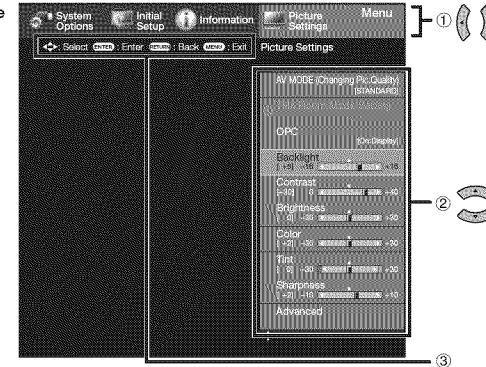 e
System Options
Initial Setup
Information
Picture Settings
Menu
①
: Select ENTER : Enter RETURN : Back MENU : Exit
Picture Settings
AV MODE (Changing Pic.Quality)
[STANDARD]
OPC
[On:Display]
Backlight
[ +5] -16 +16
Contrast
[+30] 0 +40
②
Brightness
[ 0] -30 +30
Color
[ +2] -30 +30
Tint
[ 0] -30 +30
Sharpness
[ +2] -10 +10
Advanced
③